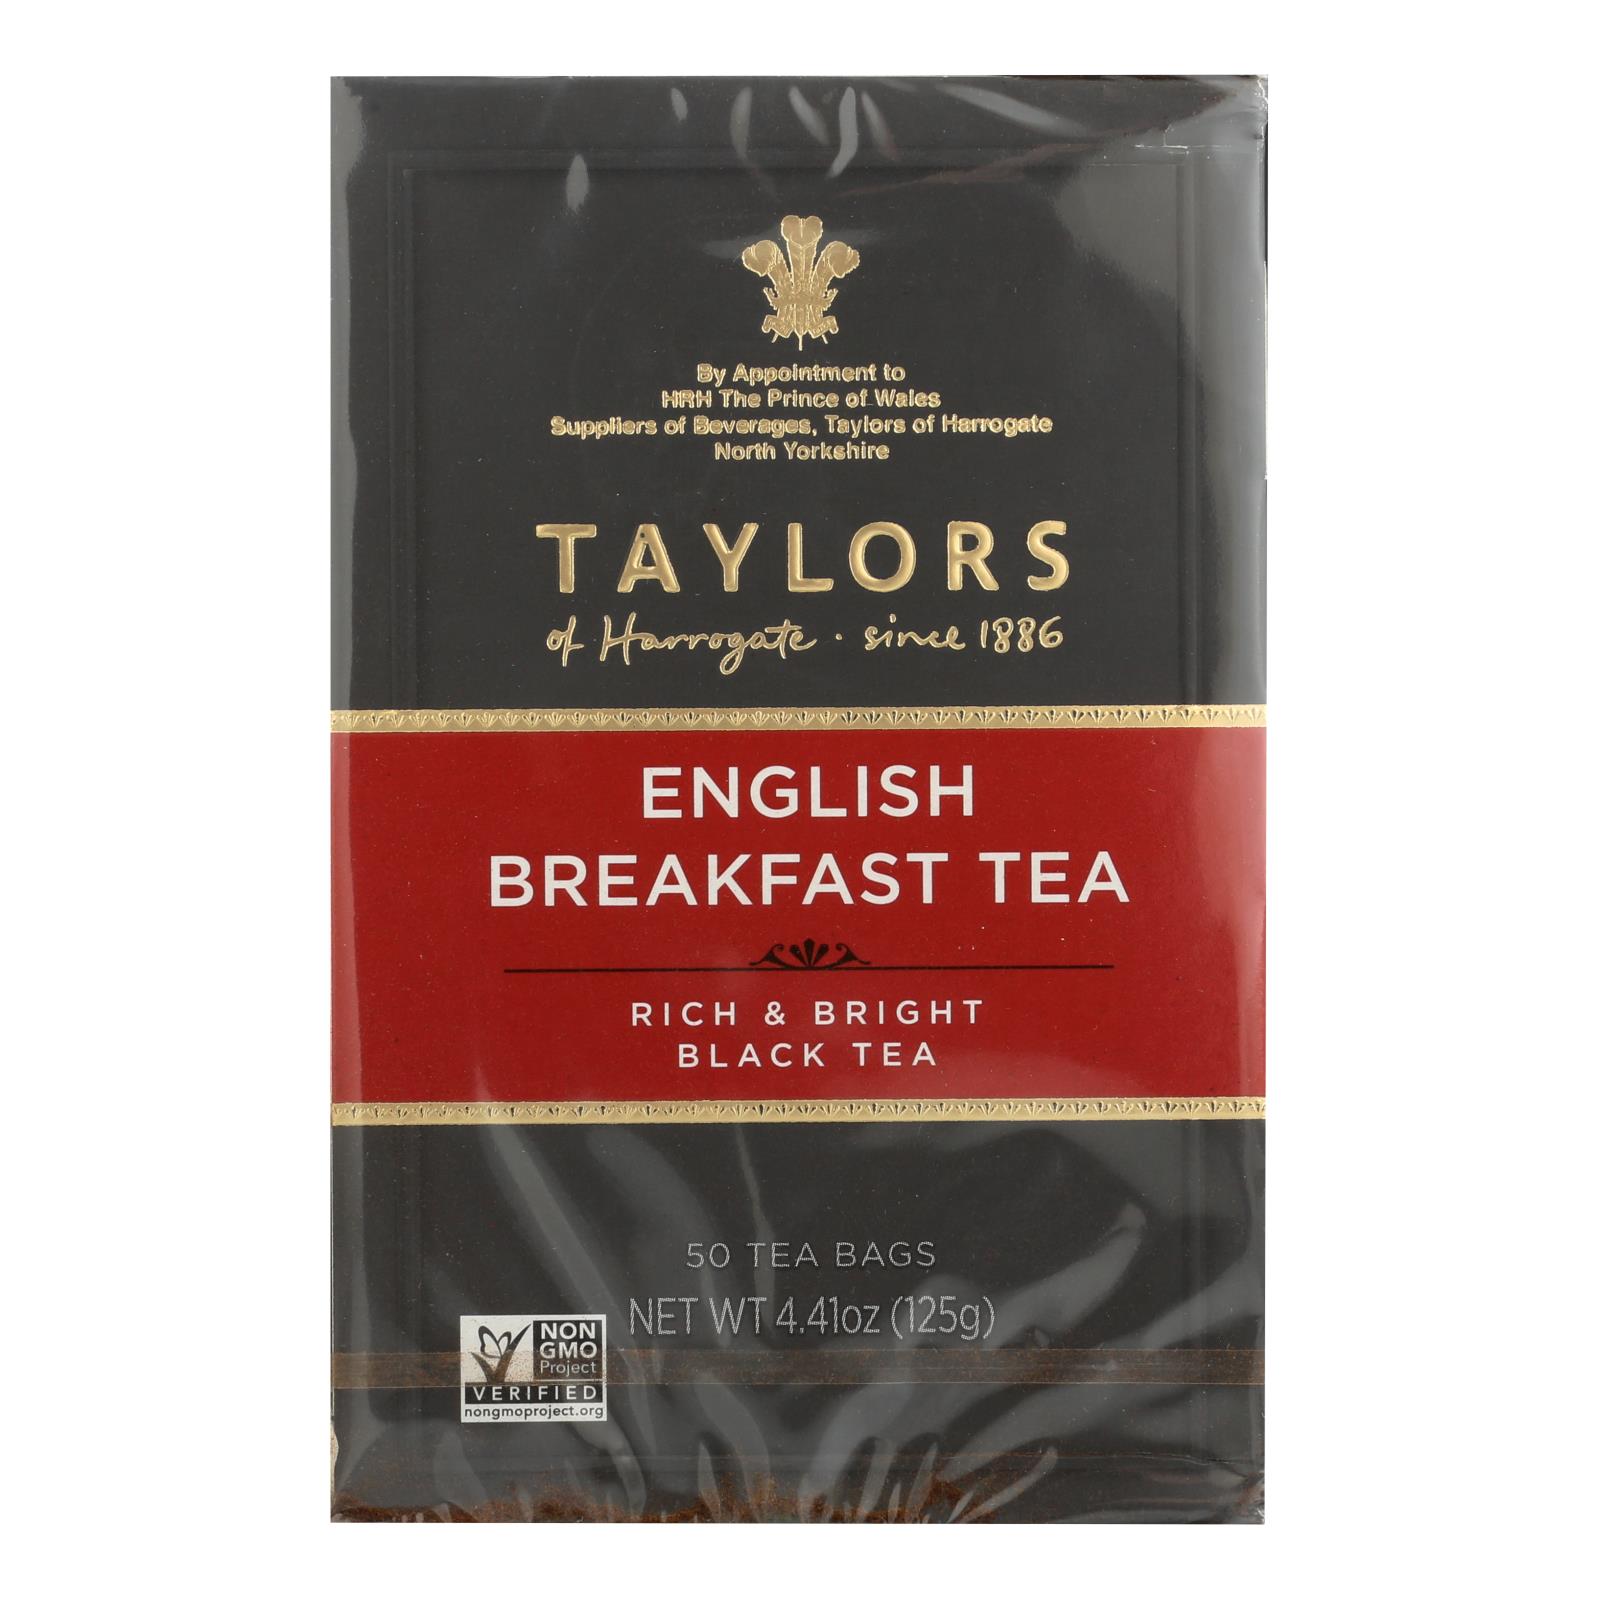 By Appointment to
HRH The Prince of Wales
Suppliers of Beverages, Taylors of Harrogate
North Yorkshire
TAYLORS
of Harrogate · since 1886
ENGLISH
BREAKFAST TEA
RICH & BRIGHT
BLACK TEA
50 TEA BAGS
NET WT 4.41oz (125g)
NON
GMO
Project
VERIFIED
nongmoproject.org